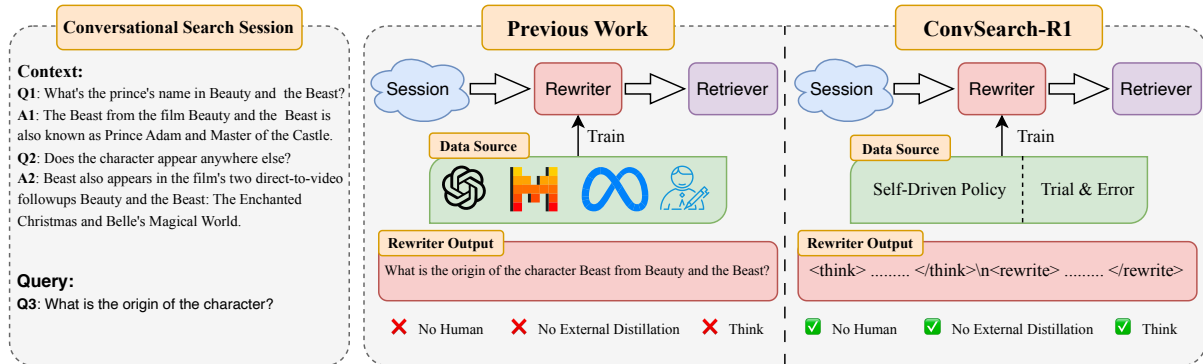 Conversational Search Session
Context:
Q1: What's the prince's name in Beauty and the Beast?
A1: The Beast from the film Beauty and the Beast is
also known as Prince Adam and Master of the Castle.
Q2: Does the character appear anywhere else?
A2: Beast also appears in the film's two direct-to-video
followups Beauty and the Beast: The Enchanted
Christmas and Belle's Magical World.
Query:
Q3: What is the origin of the character?
Previous Work
Session
Rewriter
Retriever
Train
Data Source
Rewriter Output
What is the origin of the character Beast from Beauty and the Beast?
No Human
No External Distillation
Think
ConvSearch-R1
Session
Rewriter
Retriever
Train
Data Source
Self-Driven Policy
Trial & Error
Rewriter Output
<think> ......... </think>\n<rewrite> ......... </rewrite>
No Human
No External Distillation
Think